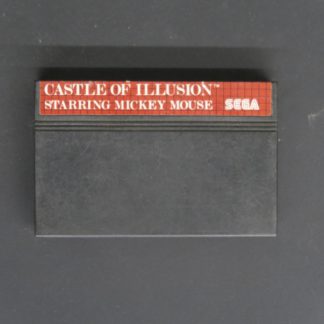 CASTLE OF ILLUSION™
STARRING MICKEY MOUSE SEGA